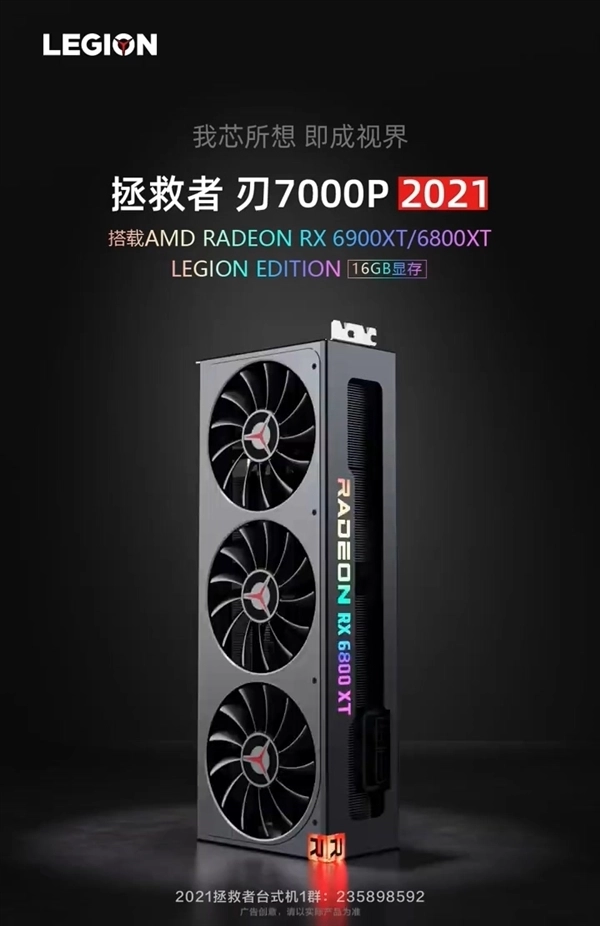 LEGION
我芯所想 即成视界
拯救者 刃7000P 2021
搭载AMD RADEON RX 6900XT/6800XT
LEGION EDITION 16GB显存
RADEON RX 6800 XT
2021拯救者台式机1群：235898592
广告创意，请以实际产品为准